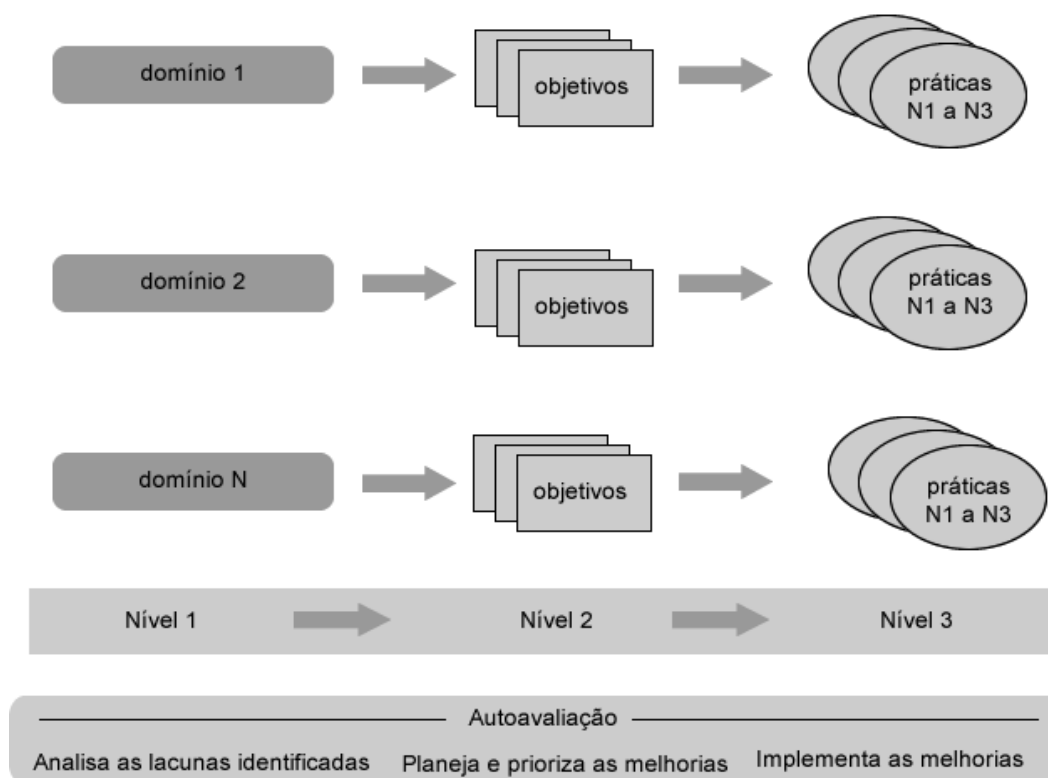 domínio 1
objetivos
práticas
N1 a N3
domínio 2
objetivos
práticas
N1 a N3
domínio N
objetivos
práticas
N1 a N3
Nível 1
Nível 2
Nível 3
Autoavaliação
Analisa as lacunas identificadas
Planeja e prioriza as melhorias
Implementa as melhorias